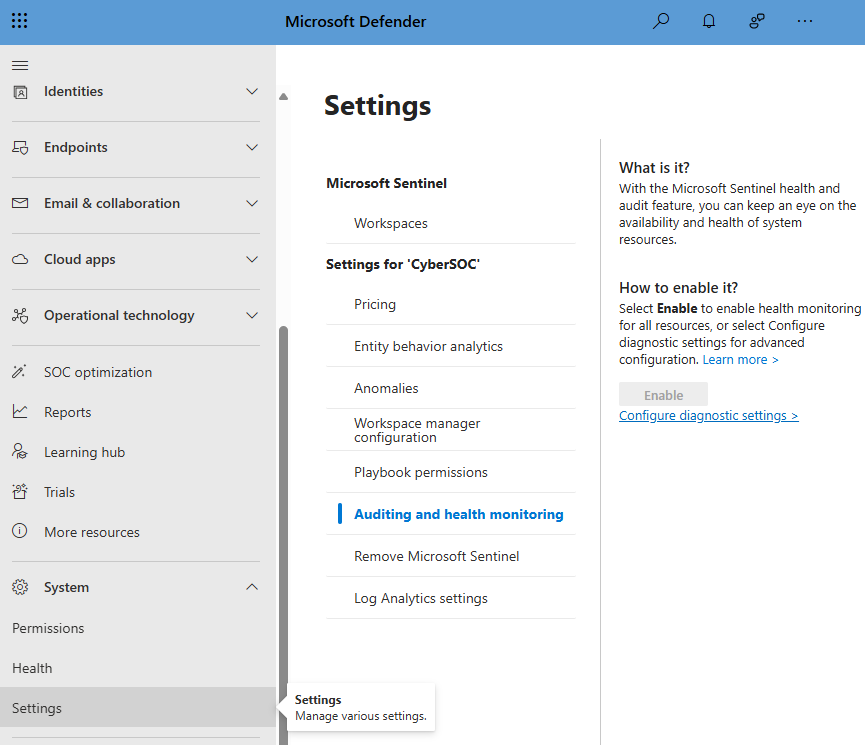 Microsoft Defender
Identities
Endpoints
Email & collaboration
Cloud apps
Operational technology
SOC optimization
Reports
Learning hub
Trials
More resources
System
Permissions
Health
Settings
Settings
Manage various settings.
Settings
Microsoft Sentinel
Workspaces
Settings for 'CyberSOC'
Pricing
Entity behavior analytics
Anomalies
Workspace manager
configuration
Playbook permissions
Auditing and health monitoring
Remove Microsoft Sentinel
Log Analytics settings
What is it?
With the Microsoft Sentinel health and
audit feature, you can keep an eye on the
availability and health of system
resources.
How to enable it?
Select Enable to enable health monitoring
for all resources, or select Configure
diagnostic settings for advanced
configuration. Learn more >
Enable
Configure diagnostic settings >